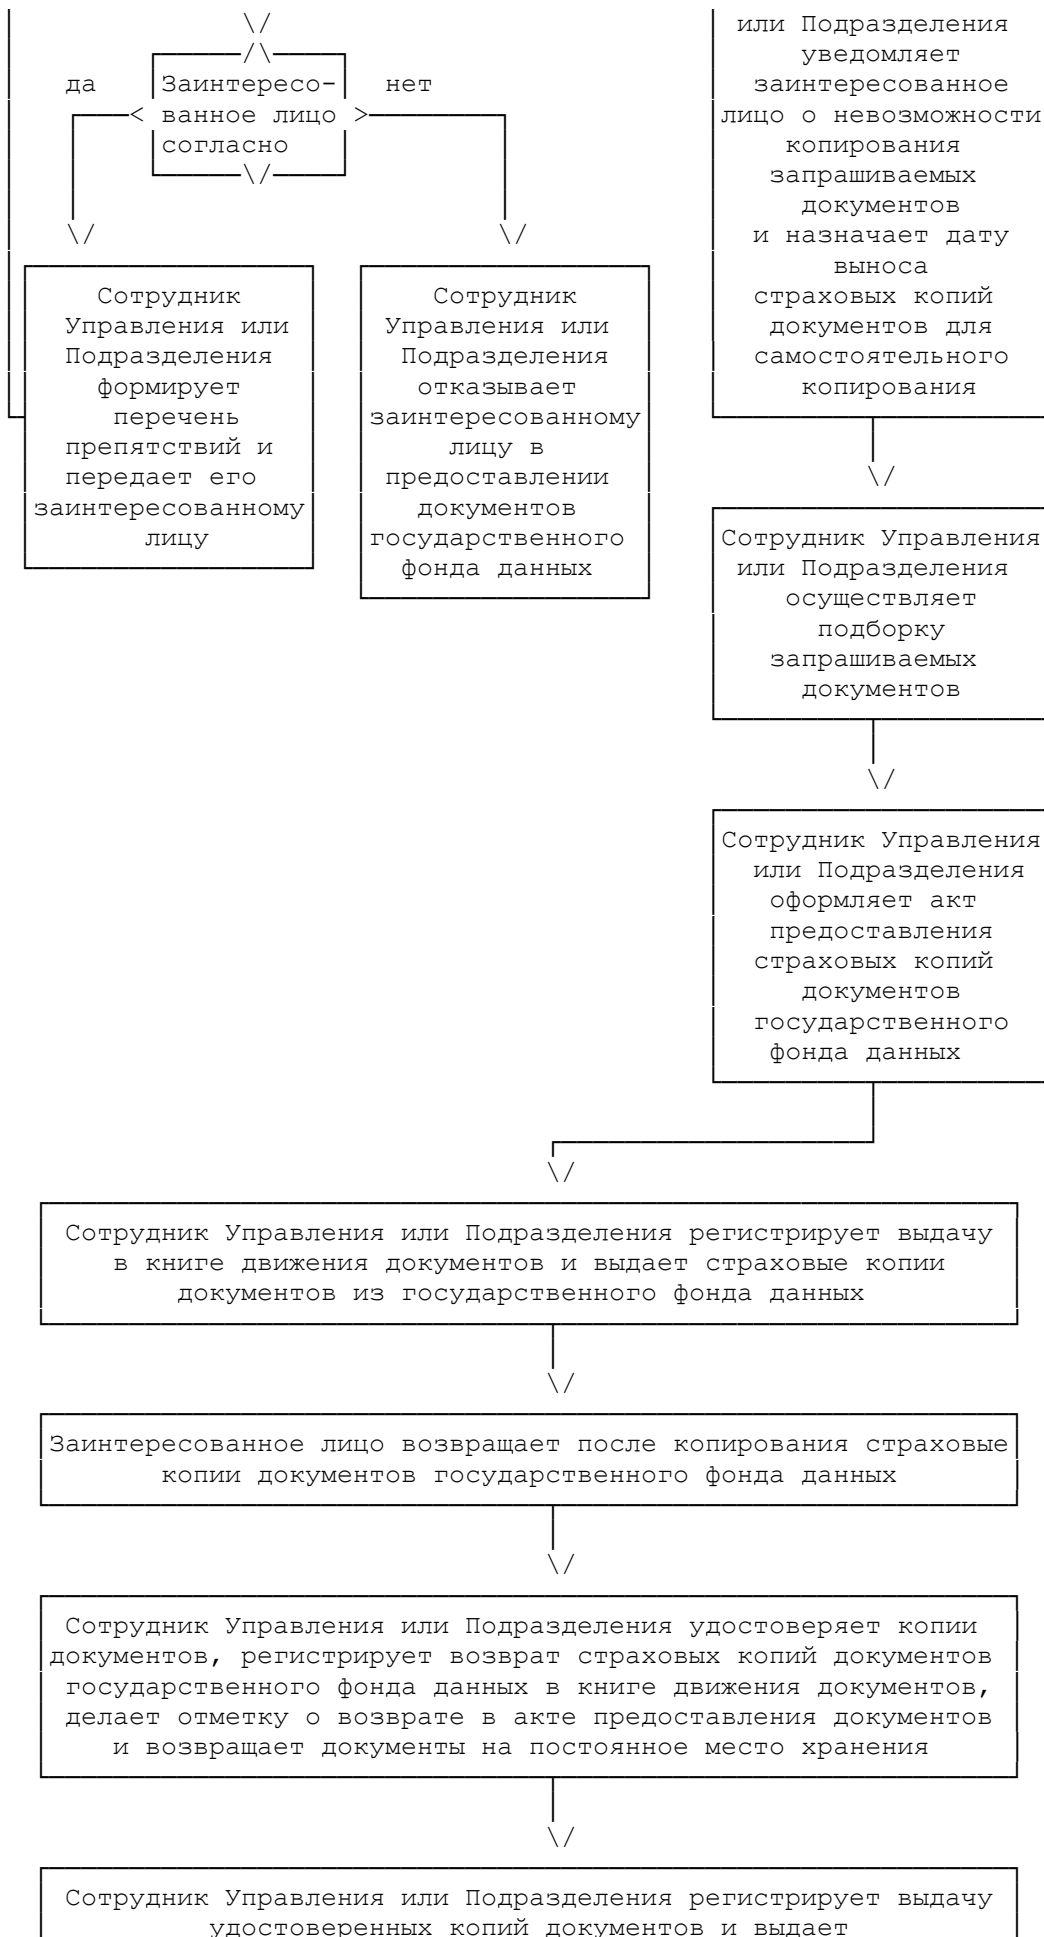 или Подразделения
уведомляет
заинтересованное
лицо о невозможности
копирования
запрашиваемых
документов
и назначает дату
выноса
страховых копий
документов для
самостоятельного
копирования
да
Заинтересо-
ванное лицо
согласно
нет
Сотрудник
Управления или
Подразделения
формирует
перечень
препятствий и
передает его
заинтересованному
лицу
Сотрудник
Управления или
Подразделения
отказывает
заинтересованному
лицу в
предоставлении
документов
государственного
фонда данных
Сотрудник Управления
или Подразделения
осуществляет
подборку
запрашиваемых
документов
Сотрудник Управления
или Подразделения
оформляет акт
предоставления
страховых копий
документов
государственного
фонда данных
Сотрудник Управления или Подразделения регистрирует выдачу
в книге движения документов и выдает страховые копии
документов из государственного фонда данных
Заинтересованное лицо возвращает после копирования страховые
копии документов государственного фонда данных
Сотрудник Управления или Подразделения удостоверяет копии
документов, регистрирует возврат страховых копий документов
государственного фонда данных в книге движения документов,
делает отметку о возврате в акте предоставления документов
и возвращает документы на постоянное место хранения
Сотрудник Управления или Подразделения регистрирует выдачу
удостоверенных копий документов и выдает